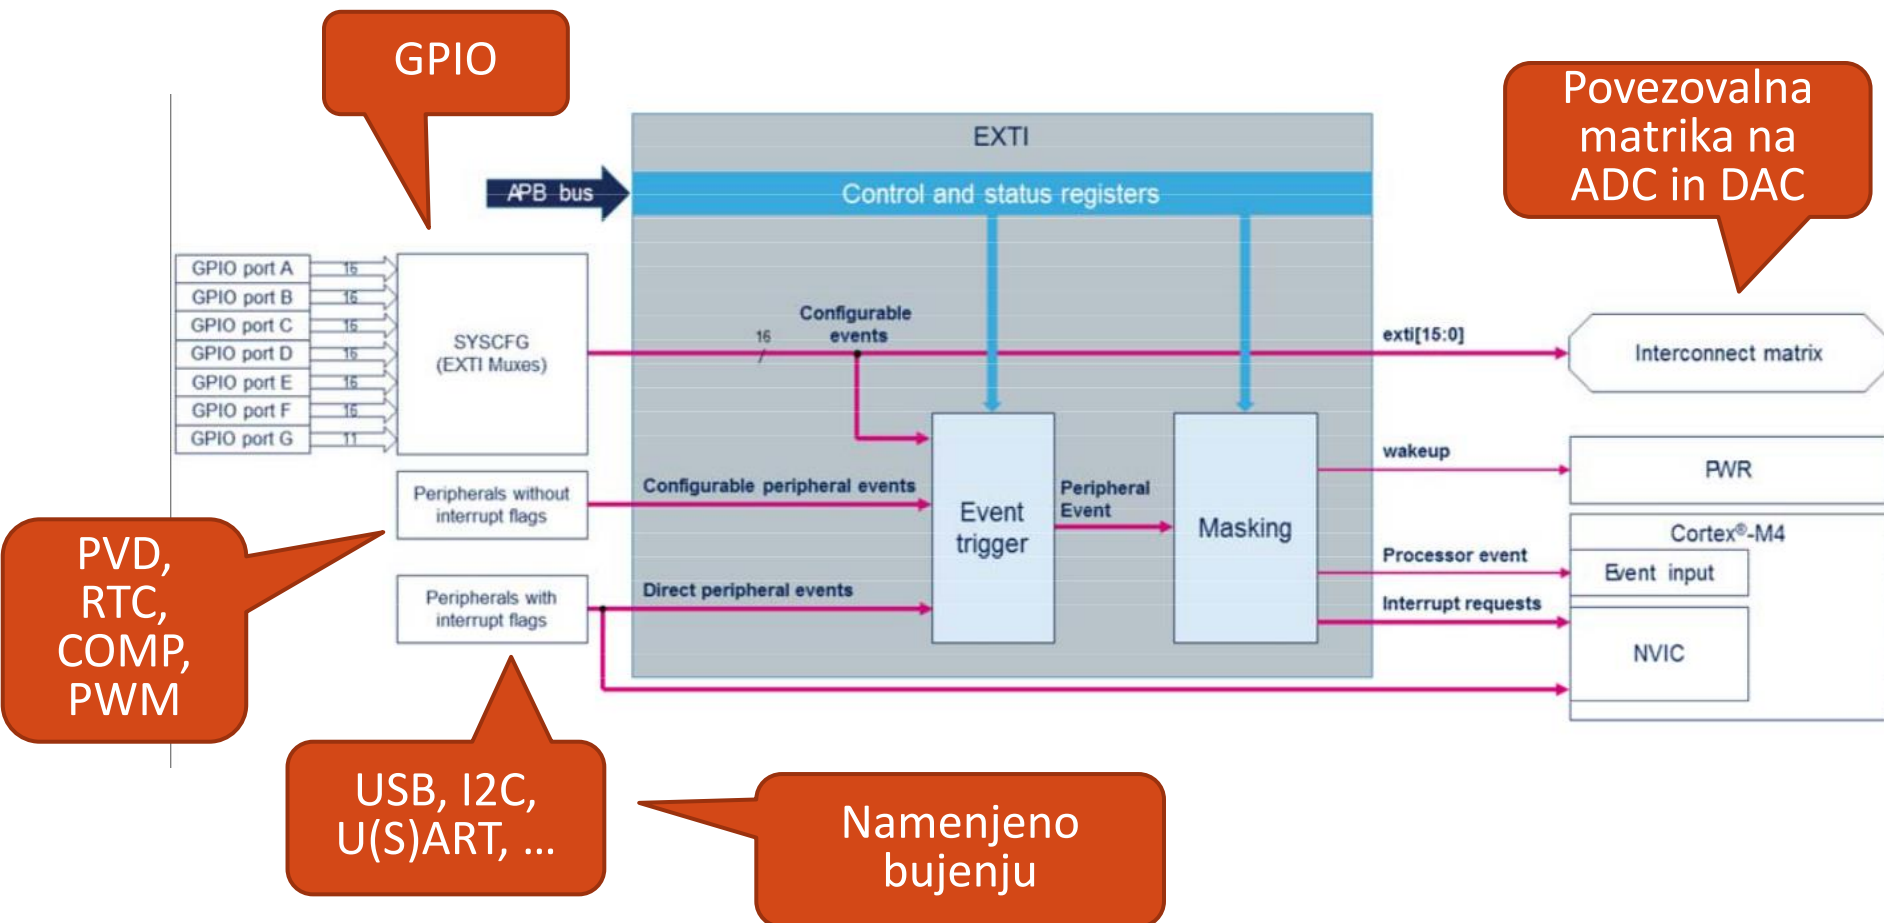 GPIO
Povezovalna
matrika na
ADC in DAC
EXTI
APB bus
Control and status registers
GPIO port A
16
GPIO port B
16
GPIO port C
16
GPIO port D
16
GPIO port E
16
GPIO port F
16
GPIO port G
11
SYSCFG
(EXTI Muxes)
16
Configurable
events
exti[15:0]
Interconnect matrix
wakeup
PWR
Peripherals without
interrupt flags
Configurable peripheral events
Event
trigger
Peripheral
Event
Masking
Cortex®-M4
Processor event
Event input
Interrupt requests
NVIC
Peripherals with
interrupt flags
Direct peripheral events
PVD,
RTC,
COMP,
PWM
USB, I2C,
U(S)ART, ...
Namenjeno
bujenju